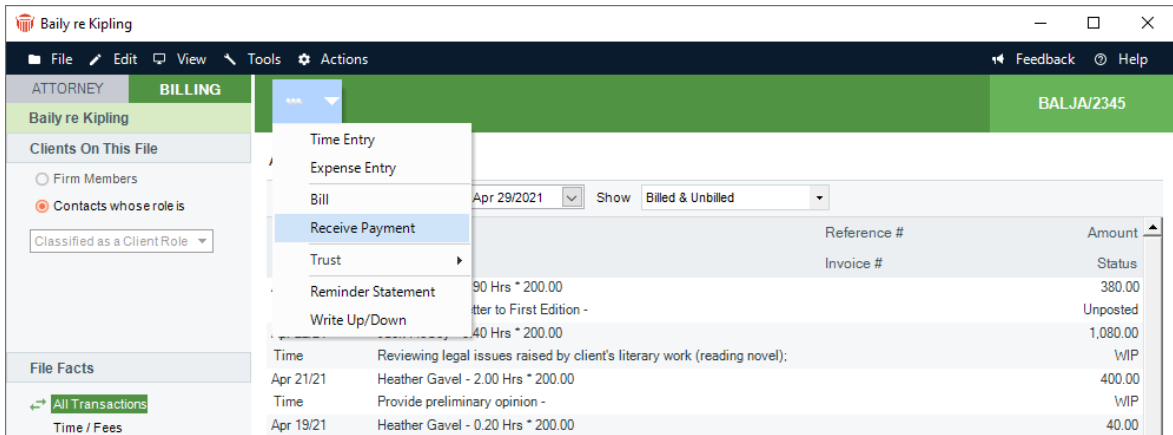 Baily re Kipling
File Edit View Tools Actions Feedback Help
ATTORNEY BILLING
BALJA/2345
Baily re Kipling
Clients On This File
Firm Members
Contacts whose role is
Classified as a Client Role
File Facts
All Transactions
Time / Fees
Time Entry
Expense Entry
Bill
Receive Payment
Trust
Reminder Statement
Write Up/Down
Apr 29/2021 Show Billed & Unbilled
Reference # Amount
Invoice # Status
90 Hrs * 200.00 380.00
to First Edition - Unposted
40 Hrs * 200.00 1,080.00
Time Reviewing legal issues raised by client's literary work (reading novel); WIP
Apr 21/21 Heather Gavel - 2.00 Hrs * 200.00 400.00
Time Provide preliminary opinion - WIP
Apr 19/21 Heather Gavel - 0.20 Hrs * 200.00 40.00